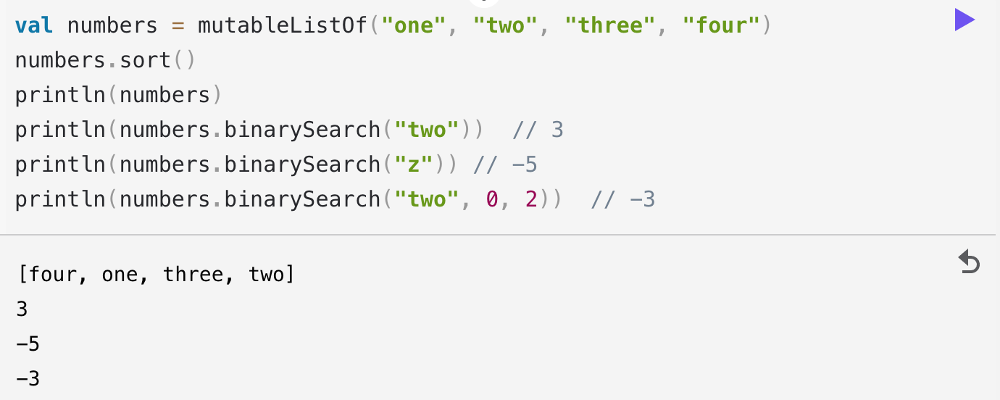 val numbers = mutableListOf("one", "two", "three", "four")
numbers.sort()
println(numbers)
println(numbers.binarySearch("two"))  // 3
println(numbers.binarySearch("z")) // −5
println(numbers.binarySearch("two", 0, 2))  // −3
[four, one, three, two]
3
−5
−3